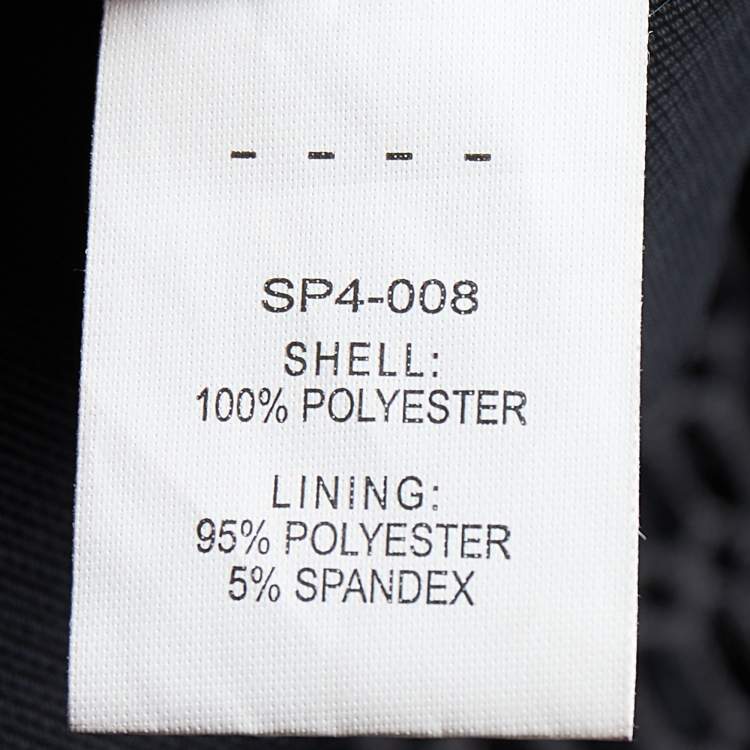 - - - -
SP4-008
SHELL:
100% POLYESTER
LINING:
95% POLYESTER
5% SPANDEX